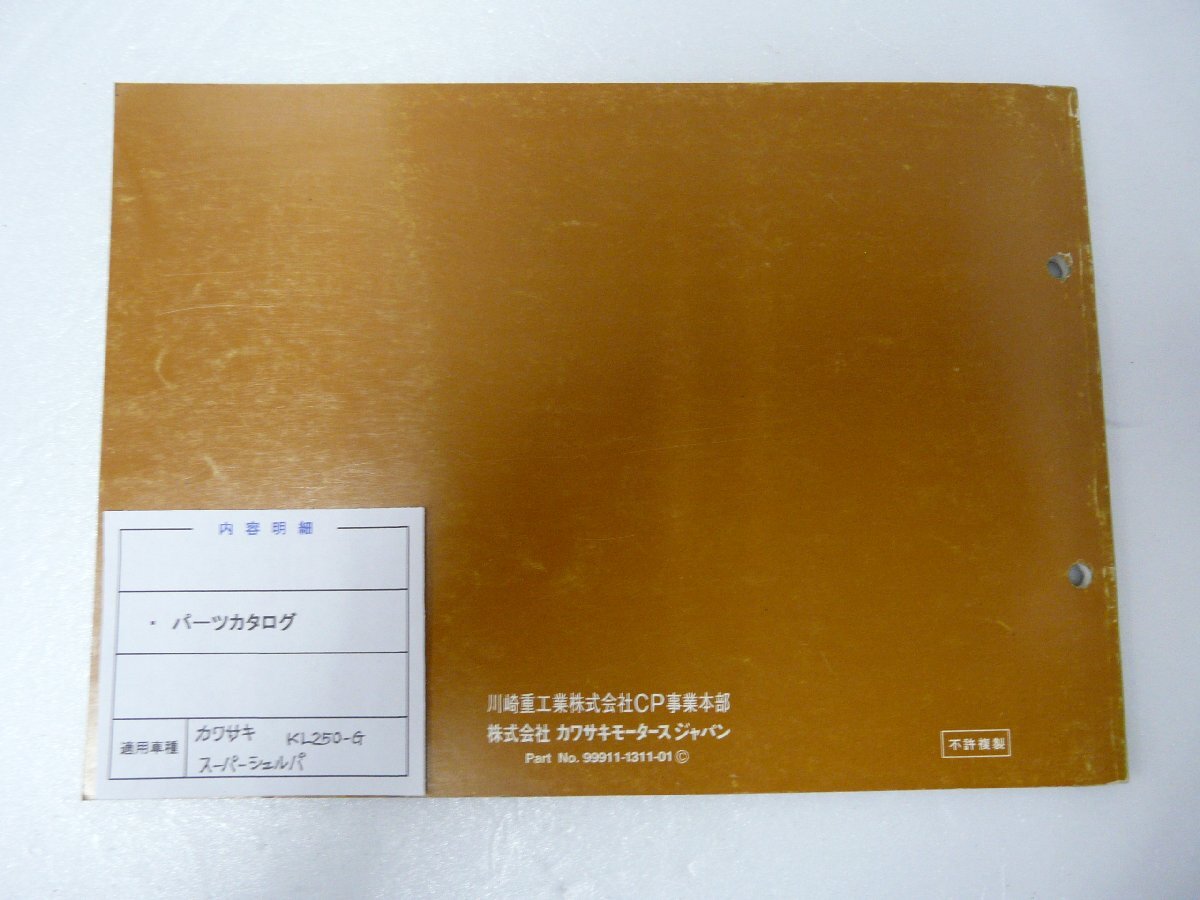 内容明細
・ パーツカタログ
適用車種
カワサキ KL250-G
スーパーシェルパ
川崎重工業株式会社CP事業本部
株式会社 カワサキモータース ジャパン
Part No. 99911-1311-01 ©
不許複製